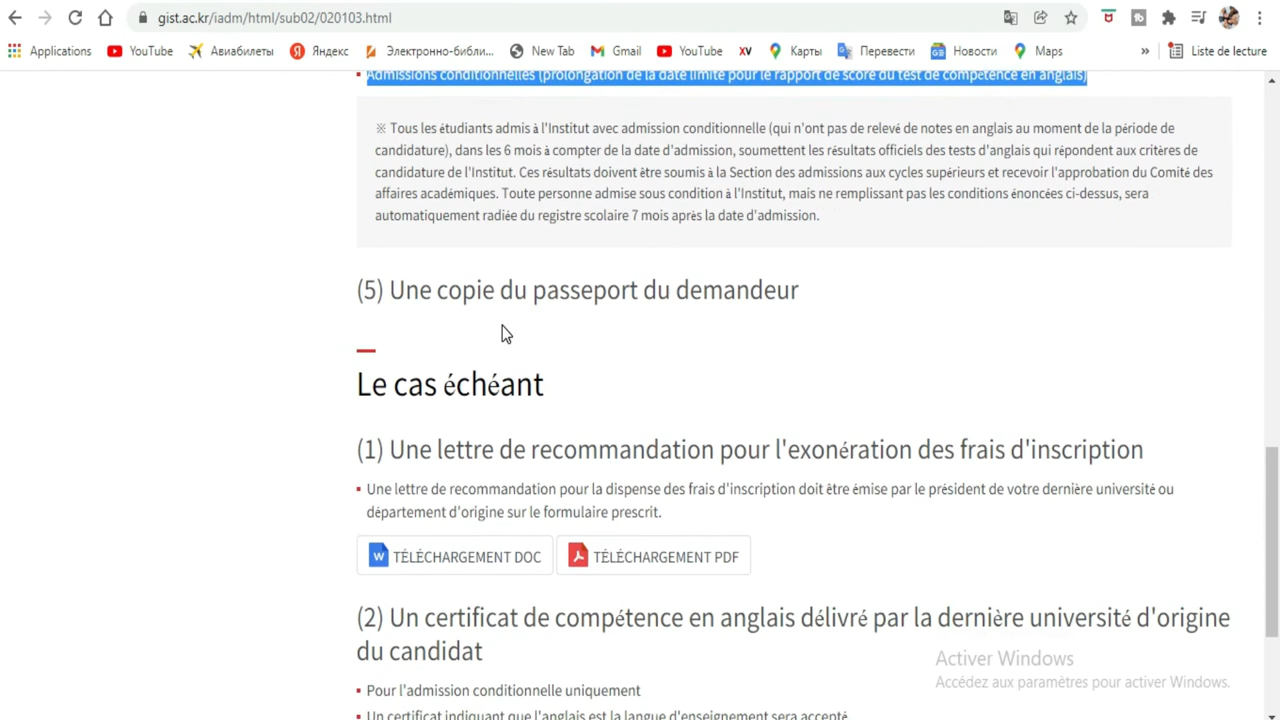 gist.ac.kr/iadm/html/sub02/020103.html
Applications YouTube Авиабилеты Яндекс Электронно-библи... New Tab Gmail YouTube XV Карты Перевести Новости Maps » Liste de lecture
Admissions conditionnelles (prolongation de la date limite pour le rapport de score du test de compétence en anglais)
※ Tous les étudiants admis à l'Institut avec admission conditionnelle (qui n'ont pas de relevé de notes en anglais au moment de la période de
candidature), dans les 6 mois à compter de la date d'admission, soumettent les résultats officiels des tests d'anglais qui répondent aux critères de
candidature de l'Institut. Ces résultats doivent être soumis à la Section des admissions aux cycles supérieurs et recevoir l'approbation du Comité des
affaires académiques. Toute personne admise sous condition à l'Institut, mais ne remplissant pas les conditions énoncées ci-dessus, sera
automatiquement radiée du registre scolaire 7 mois après la date d'admission.
(5) Une copie du passeport du demandeur
Le cas échéant
(1) Une lettre de recommandation pour l'exonération des frais d'inscription
Une lettre de recommandation pour la dispense des frais d'inscription doit être émise par le président de votre dernière université ou
département d'origine sur le formulaire prescrit.
TÉLÉCHARGEMENT DOC TÉLÉCHARGEMENT PDF
(2) Un certificat de compétence en anglais délivré par la dernière université d'origine
du candidat
Activer Windows
Accédez aux paramètres pour activer Windows.
Pour l'admission conditionnelle uniquement
Un certificat indiquant que l'anglais est la langue d'enseignement sera accepté